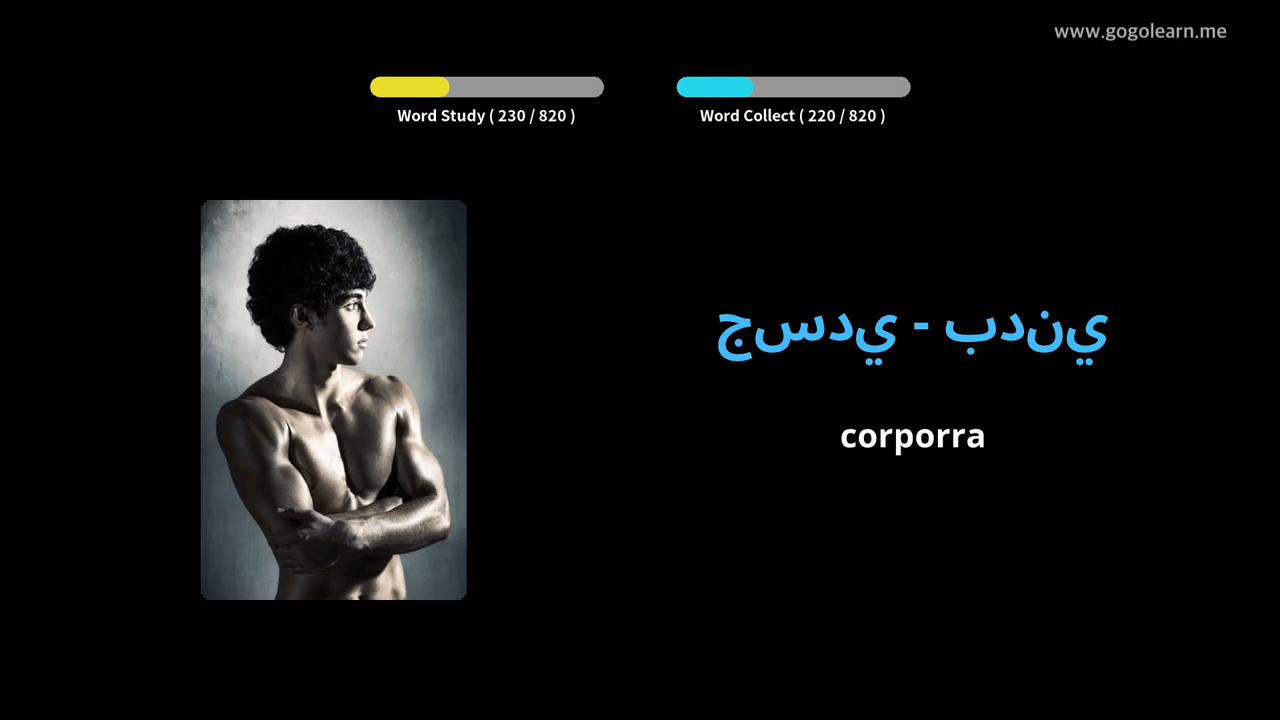 www.gogolearn.me
Word Study ( 230 / 820 )
Word Collect ( 220 / 820 )
جسدي - بدني
corporra